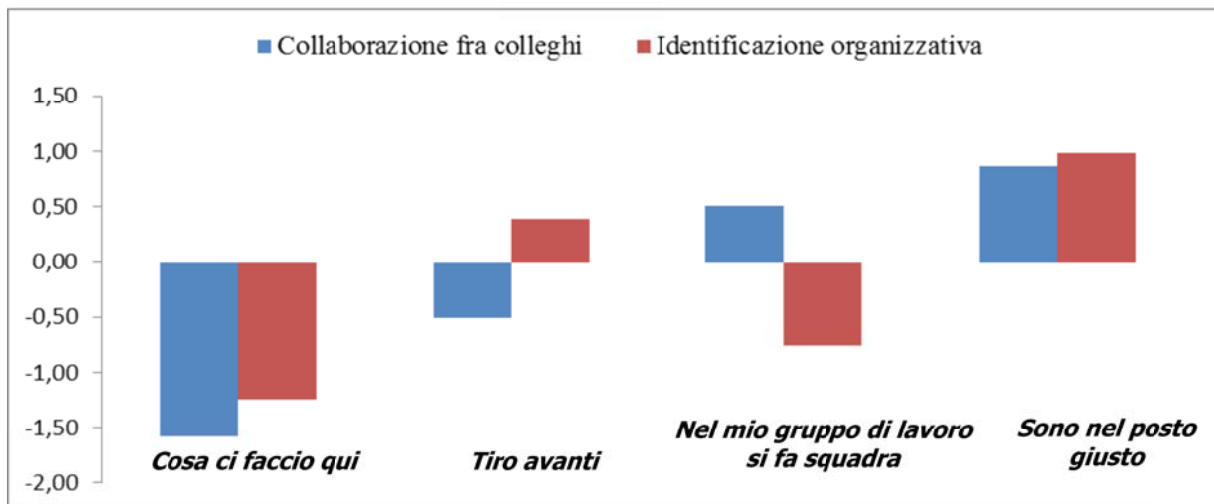 Collaborazione fra colleghi
Identificazione organizzativa
1,50
1,00
0,50
0,00
-0,50
-1,00
-1,50
-2,00
Cosa ci faccio qui
Tiro avanti
Nel mio gruppo di lavoro
si fa squadra
Sono nel posto
giusto